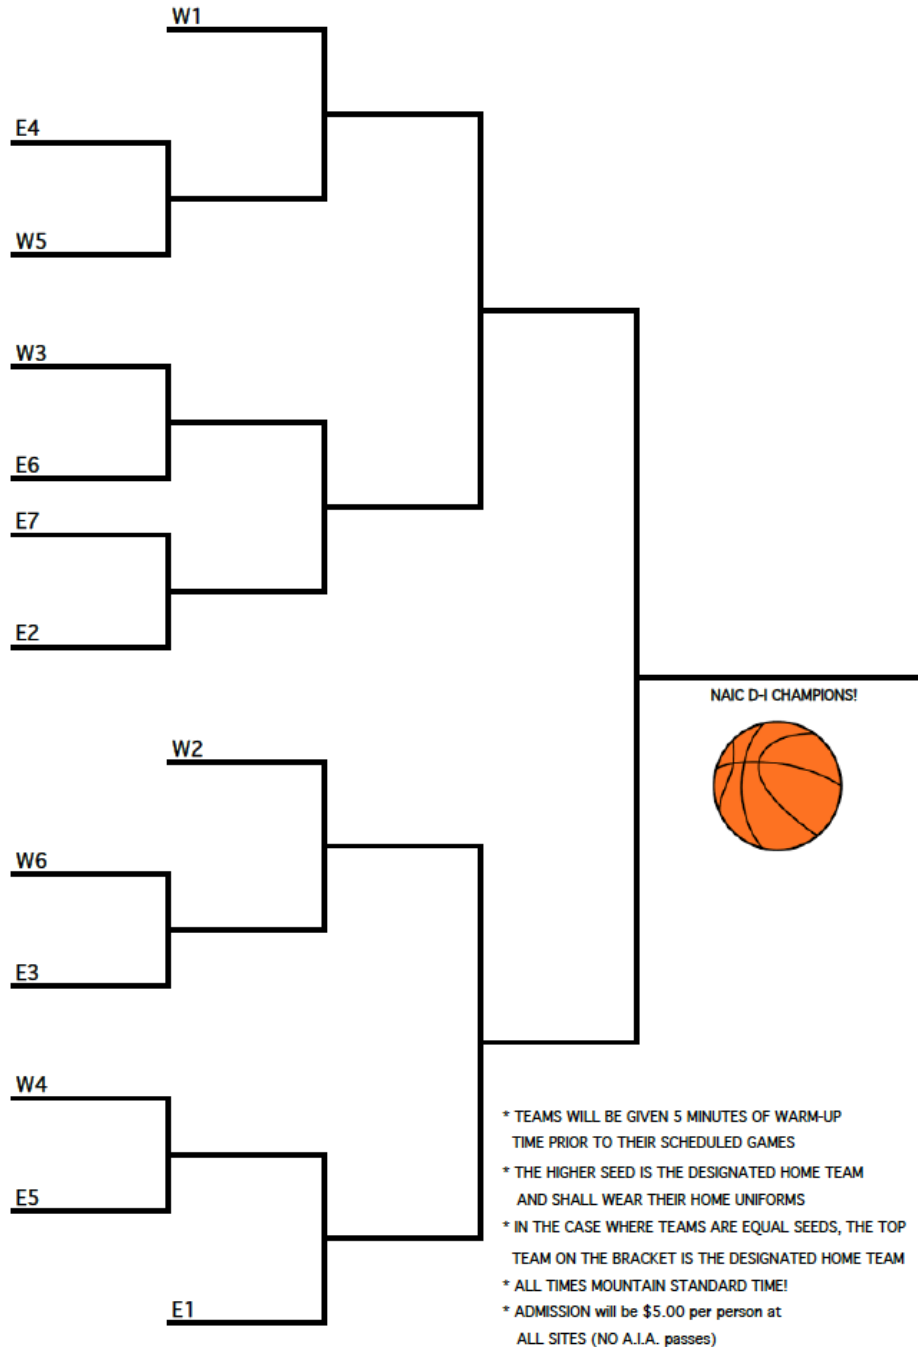 W1
E4
W5
W3
E6
E7
E2
NAIC D-I CHAMPIONS!
W2
W6
E3
W4
E5
E1
* TEAMS WILL BE GIVEN 5 MINUTES OF WARM-UP
TIME PRIOR TO THEIR SCHEDULED GAMES
* THE HIGHER SEED IS THE DESIGNATED HOME TEAM
AND SHALL WEAR THEIR HOME UNIFORMS
* IN THE CASE WHERE TEAMS ARE EQUAL SEEDS, THE TOP
TEAM ON THE BRACKET IS THE DESIGNATED HOME TEAM
* ALL TIMES MOUNTAIN STANDARD TIME!
* ADMISSION will be $5.00 per person at
ALL SITES (NO A.I.A. passes)